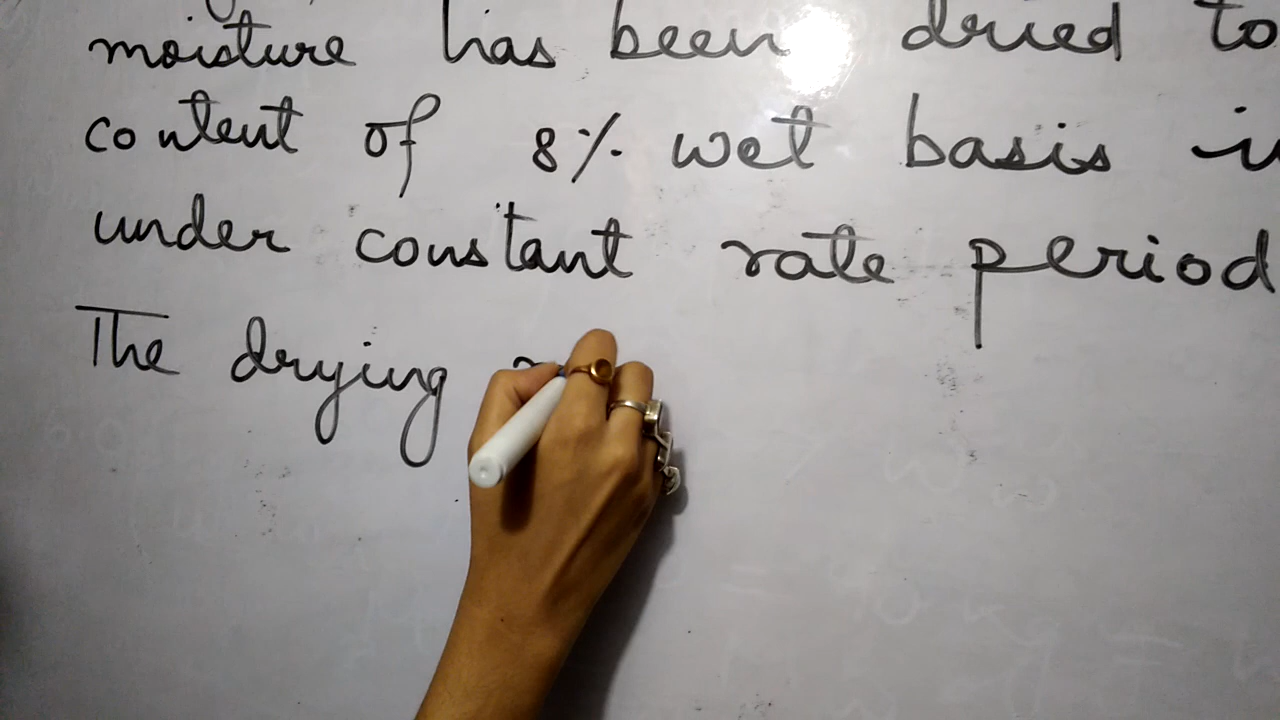 moisture has been dried to
content of 8% wet basis
under constant rate period
The drying